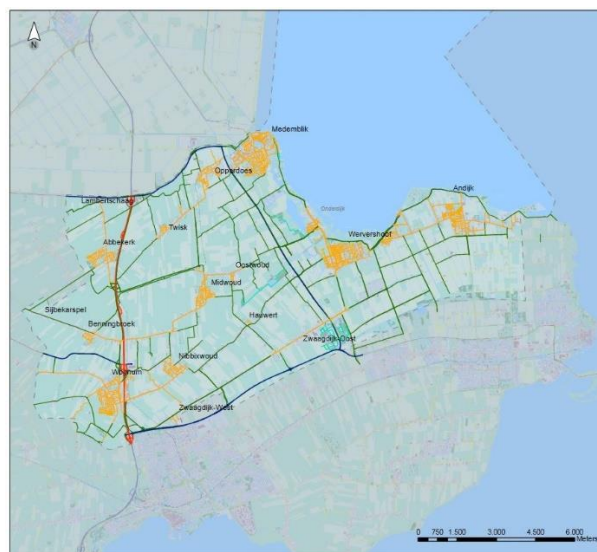 N
Medemblik
Opperdoes
Andijk
Lambertschaag
Onderdijk
Twisk
Wervershoof
Abbekerk
Oostwoud
Midwoud
Sijbekarspel
Hauwert
Benningbroek
Zwaagdijk-Oost
Nibbixwoud
Wognum
Zwaagdijk-West
0 750 1.500 3.000 4.500 6.000
Meters